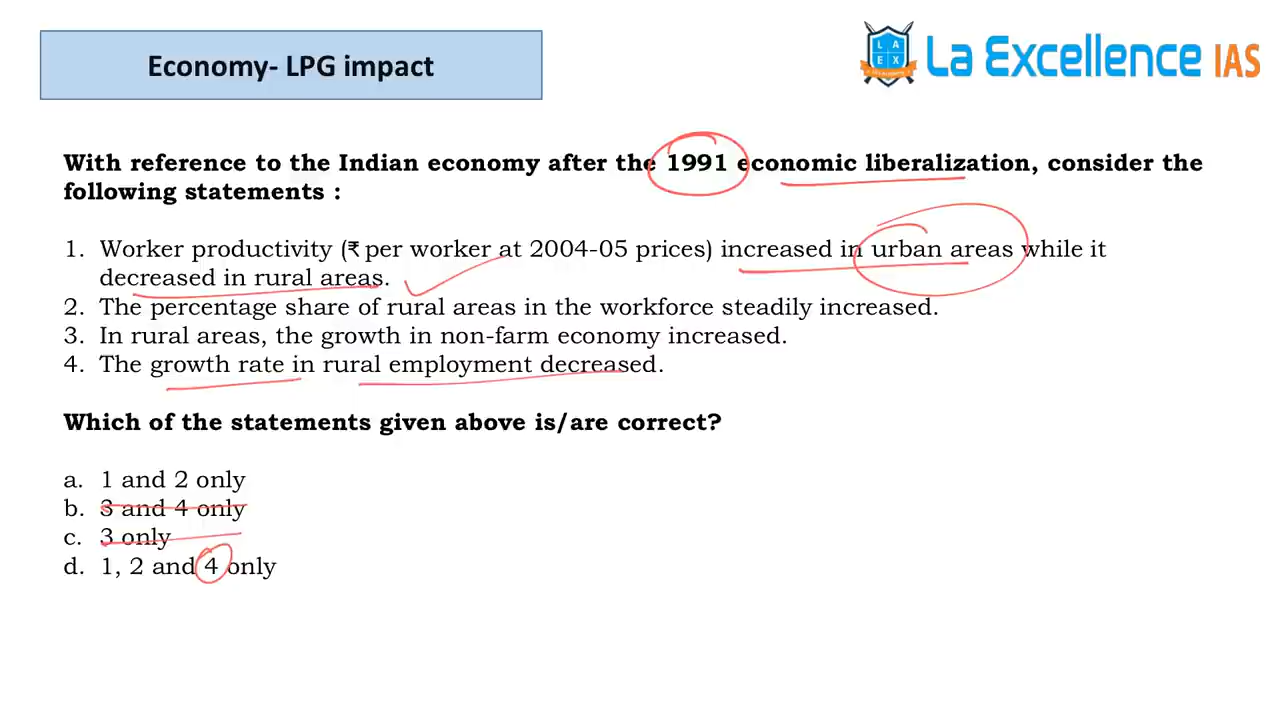 Economy- LPG impact
LA
EX
La Excellence IAS
With reference to the Indian economy after the 1991 economic liberalization, consider the
following statements :
1. Worker productivity (₹ per worker at 2004-05 prices) increased in urban areas while it
decreased in rural areas.
2. The percentage share of rural areas in the workforce steadily increased.
3. In rural areas, the growth in non-farm economy increased.
4. The growth rate in rural employment decreased.
Which of the statements given above is/are correct?
a. 1 and 2 only
b. 3 and 4 only
c. 3 only
d. 1, 2 and 4 only